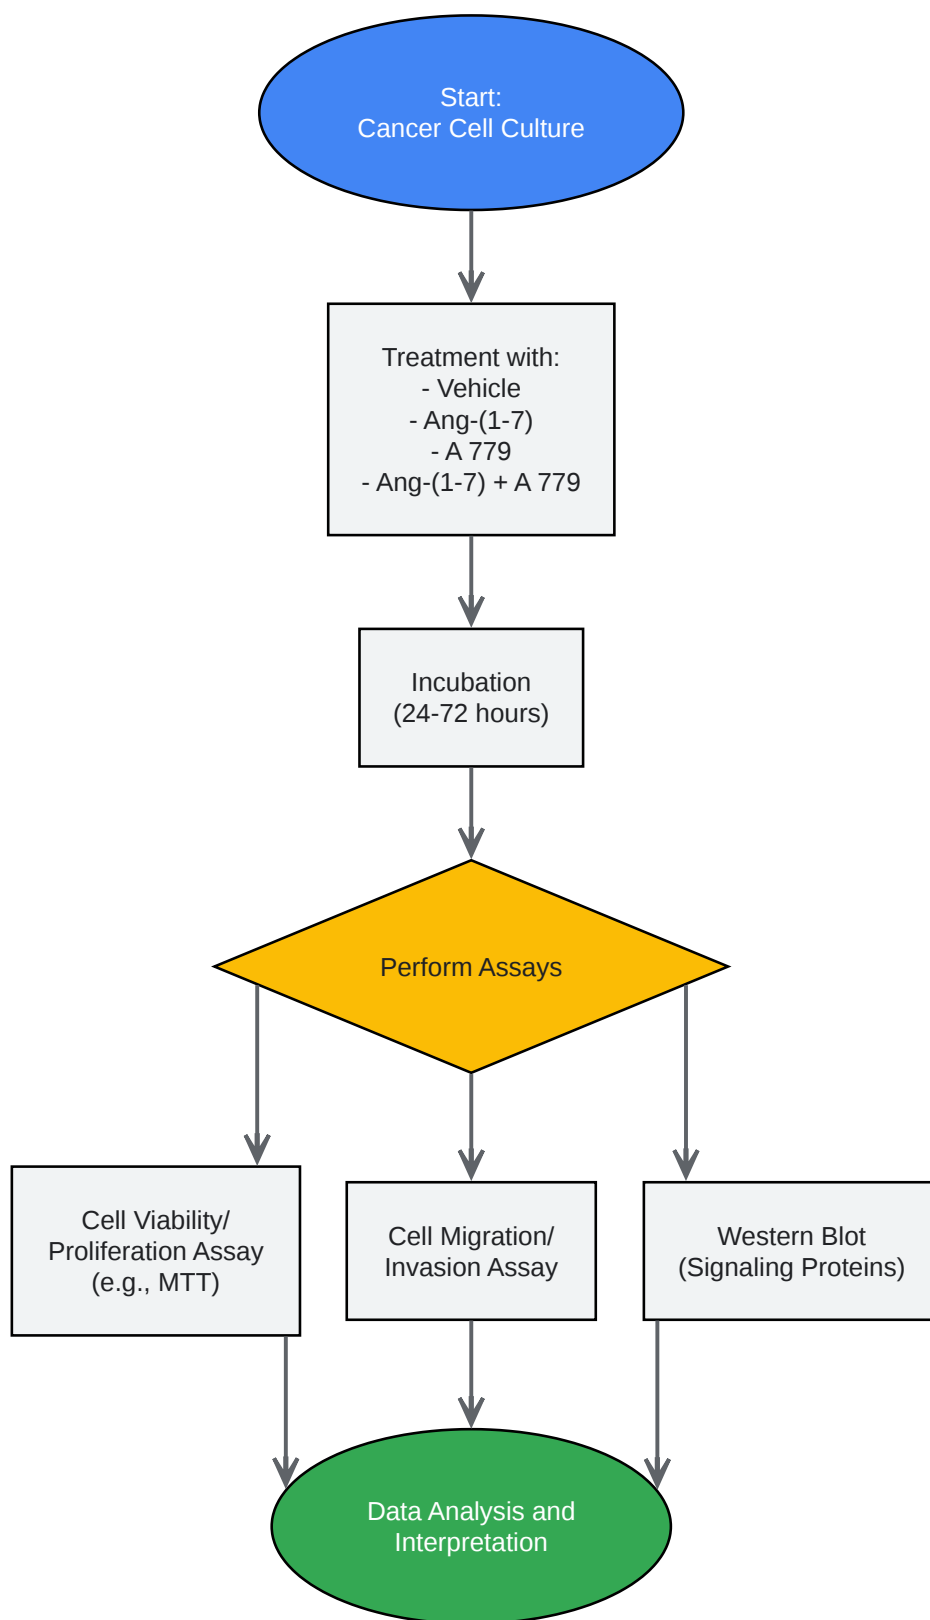 Start:
Cancer Cell Culture
Treatment with:
- Vehicle
- Ang-(1-7)
- A 779
- Ang-(1-7) + A 779
Incubation
(24-72 hours)
Perform Assays
Cell Viability/
Proliferation Assay
(e.g., MTT)
Cell Migration/
Invasion Assay
Western Blot
(Signaling Proteins)
Data Analysis and
Interpretation